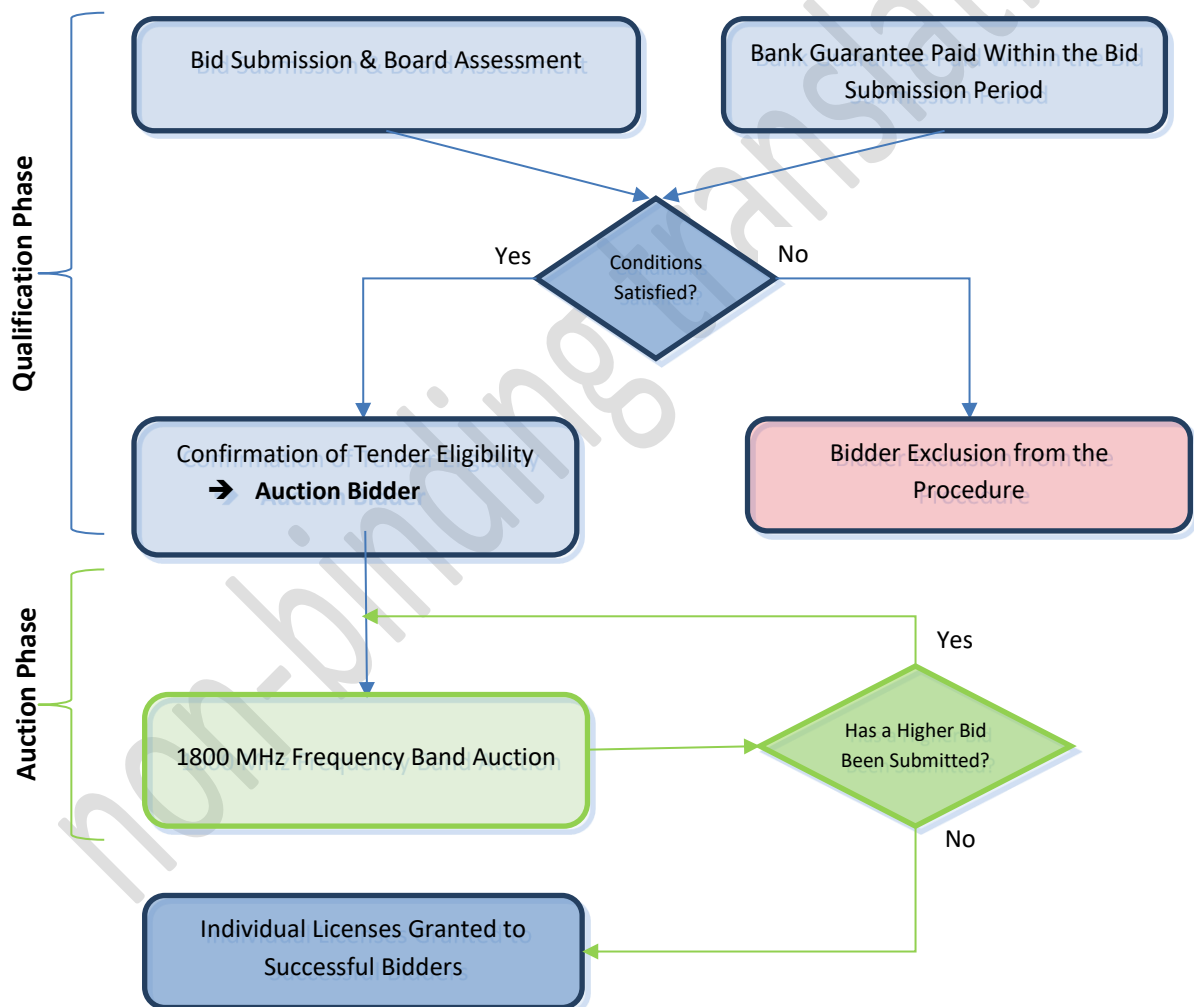 Bid Submission & Board Assessment
Bank Guarantee Paid Within the Bid
Submission Period
Qualification Phase
Yes
Conditions
Satisfied?
No
Confirmation of Tender Eligibility
➔ Auction Bidder
Bidder Exclusion from the
Procedure
Auction Phase
Yes
1800 MHz Frequency Band Auction
Has a Higher Bid
Been Submitted?
No
Individual Licenses Granted to
Successful Bidders
non-binding translati